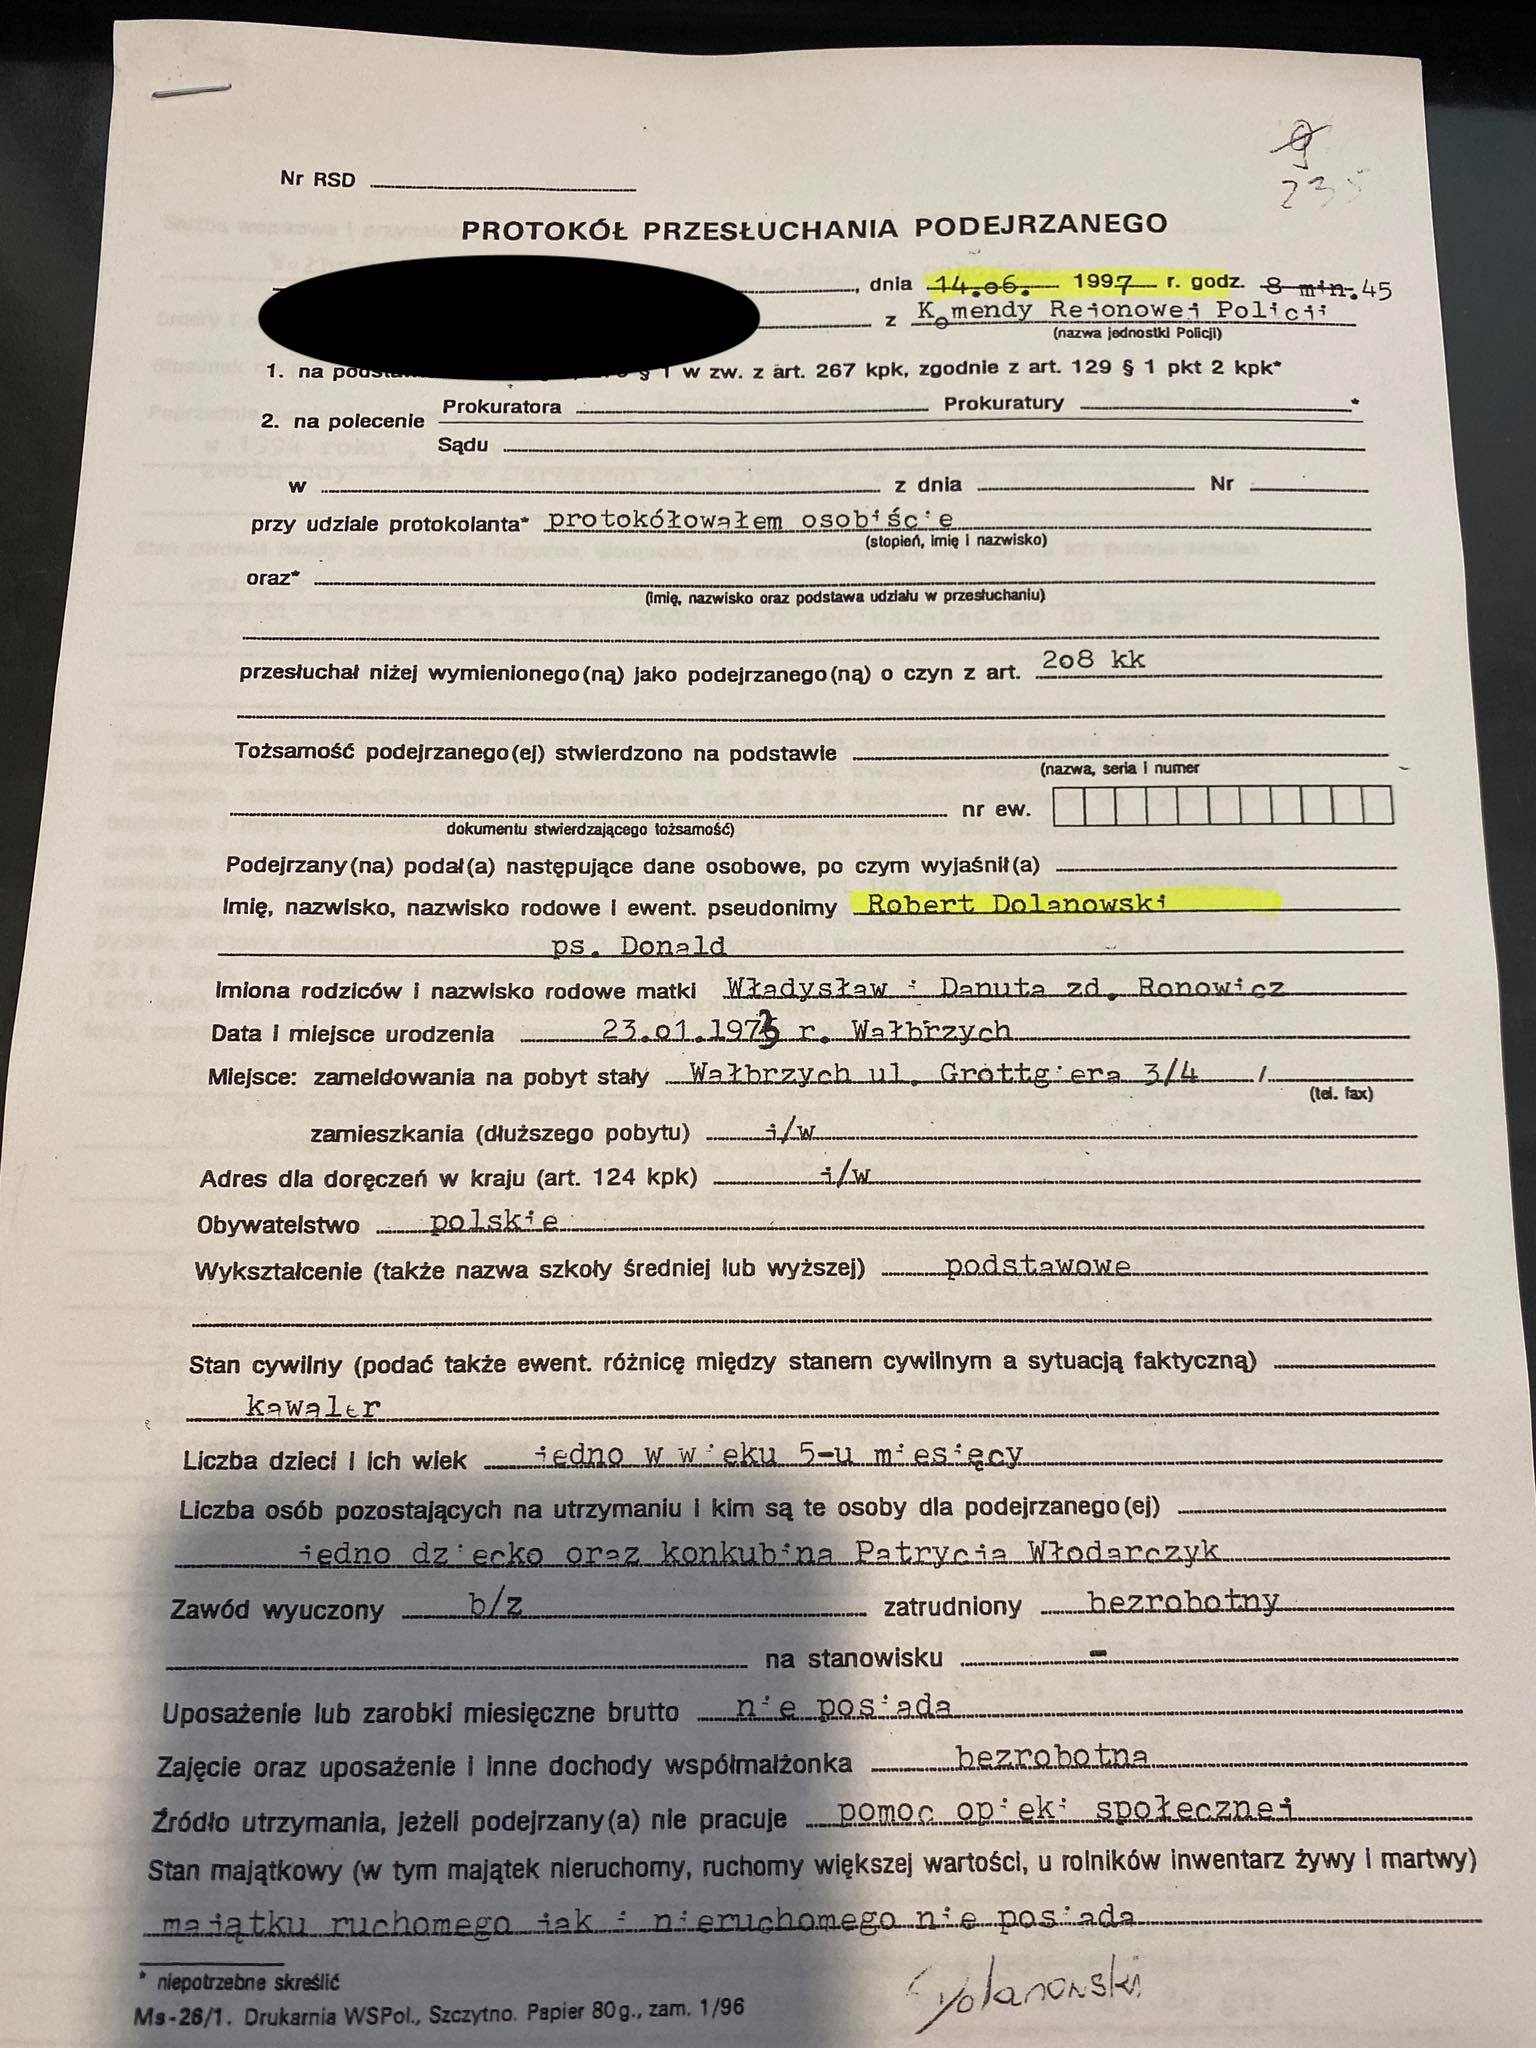 235
Nr RSD
PROTOKÓŁ PRZESŁUCHANIA PODEJRZANEGO
, dnia 14.06. 1997 r. godz. 8 min. 45
z Komendy Rejonowej Policji
(nazwa jednostki Policji)
1. na § 1 w zw. z art. 267 kpk, zgodnie z art. 129 § 1 pkt 2 kpk*
2. na polecenie Prokuratora Prokuratury *
Sądu
w z dnia Nr
przy udziale protokolanta* protokółowałem osobiście
(stopień, imię i nazwisko)
oraz*
(imię, nazwisko oraz podstawa udziału w przesłuchaniu)
przesłuchał niżej wymienionego(ną) jako podejrzanego(ną) o czyn z art. 208 kk
Tożsamość podejrzanego(ej) stwierdzono na podstawie
(nazwa, seria i numer
nr ew.
dokumentu stwierdzającego tożsamość)
Podejrzany(na) podał(a) następujące dane osobowe, po czym wyjaśnił(a)
Imię, nazwisko, nazwisko rodowe i ewent. pseudonimy Robert Dolanowski
ps. Donald
Imiona rodziców i nazwisko rodowe matki Władysław i Danuta zd. Ronowicz
Data i miejsce urodzenia 23.01.1973 r. Wałbrzych
Miejsce: zameldowania na pobyt stały Wałbrzych ul. Grottgiera 3/4 /
(tel. fax)
zamieszkania (dłuższego pobytu) j/w
Adres dla doręczeń w kraju (art. 124 kpk) j/w
Obywatelstwo polskie
Wykształcenie (także nazwa szkoły średniej lub wyższej) podstawowe
Stan cywilny (podać także ewent. różnicę między stanem cywilnym a sytuacją faktyczną)
kawaler
Liczba dzieci i ich wiek jedno w wieku 5-u miesięcy
Liczba osób pozostających na utrzymaniu i kim są te osoby dla podejrzanego(ej)
jedno dziecko oraz konkubina Patrycja Włodarczyk
Zawód wyuczony b/z zatrudniony bezrobotny
na stanowisku -
Uposażenie lub zarobki miesięczne brutto nie posiada
Zajęcie oraz uposażenie i inne dochody współmałżonka bezrobotna
Źródło utrzymania, jeżeli podejrzany(a) nie pracuje pomoc opieki społecznej
Stan majątkowy (w tym majątek nieruchomy, ruchomy większej wartości, u rolników inwentarz żywy i martwy)
majątku ruchomego jak i nieruchomego nie posiada
* niepotrzebne skreślić
Dolanowski
Ms-26/1. Drukarnia WSPol., Szczytno. Papier 80g., zam. 1/96